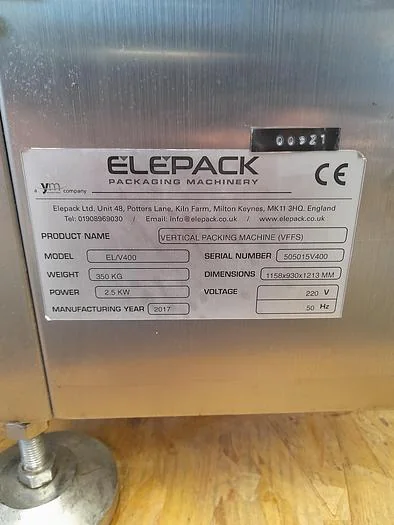 00921
ELEPACK
PACKAGING MACHINERY
a ym company
CE
Elepack Ltd. Unit 48, Potters Lane, Kiln Farm, Milton Keynes, MK11 3HQ. England
Tel: 01908969030 / Email: info@elepack.co.uk / www.elepack.co.uk
PRODUCT NAME VERTICAL PACKING MACHINE (VFFS)
MODEL EL/V400 SERIAL NUMBER 505015V400
WEIGHT 350 KG DIMENSIONS 1158x930x1213 MM
POWER 2.5 KW VOLTAGE 220 V
MANUFACTURING YEAR 2017 50 Hz